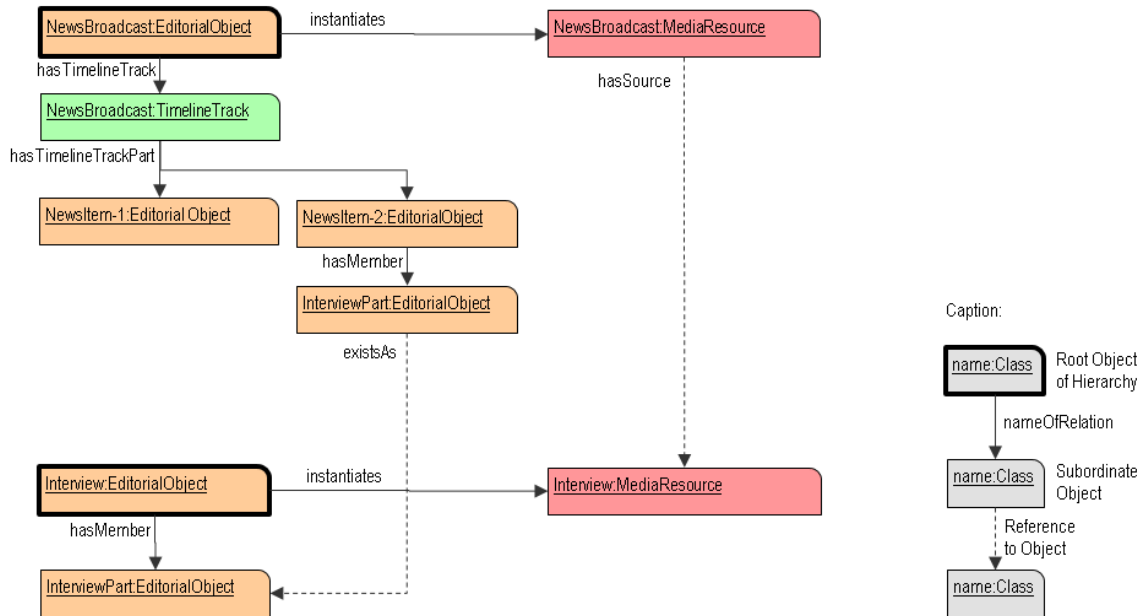 NewsBroadcast:EditorialObject
instantiates
NewsBroadcast:MediaResource
hasTimelineTrack
hasSource
NewsBroadcast:TimelineTrack
hasTimelineTrackPart
NewsItem-1:Editorial Object
NewsItem-2:EditorialObject
hasMember
InterviewPart:EditorialObject
existsAs
Interview:EditorialObject
instantiates
Interview:MediaResource
hasMember
InterviewPart:EditorialObject
Caption:
name:Class
Root Object
of Hierarchy
nameOfRelation
name:Class
Subordinate
Object
Reference
to Object
name:Class